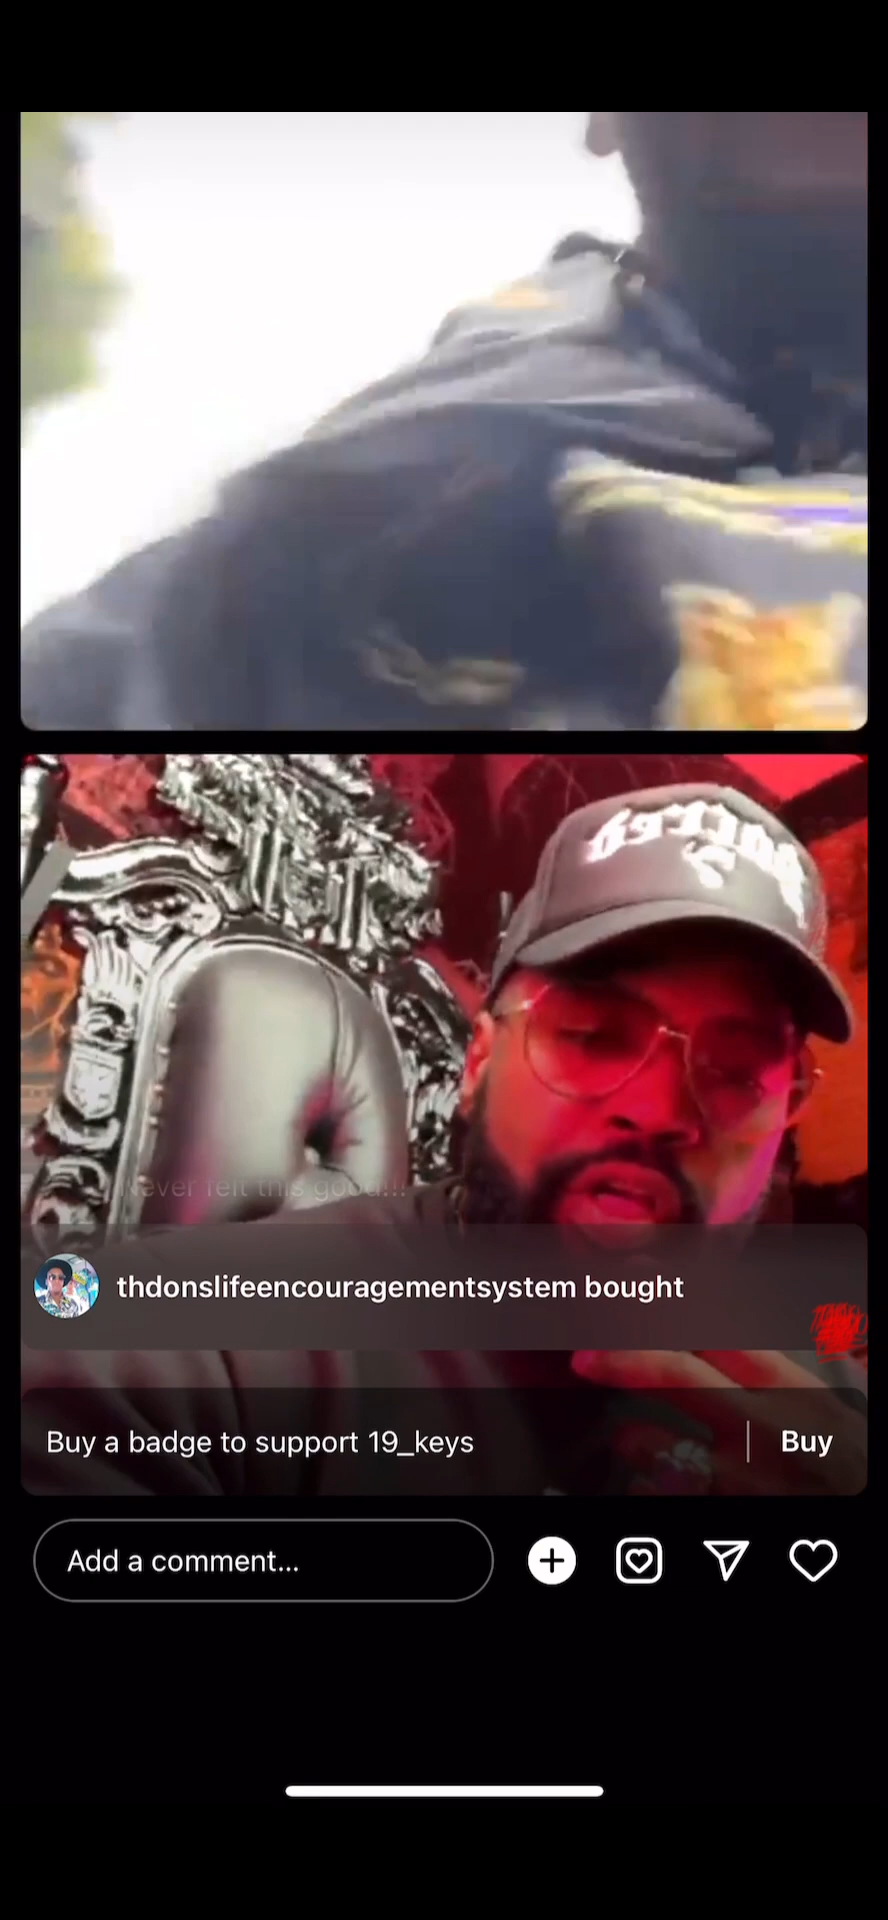 Never felt this good!!!
thdonslifeencouragementsystem bought
Buy a badge to support 19_keys
Buy
Add a comment...